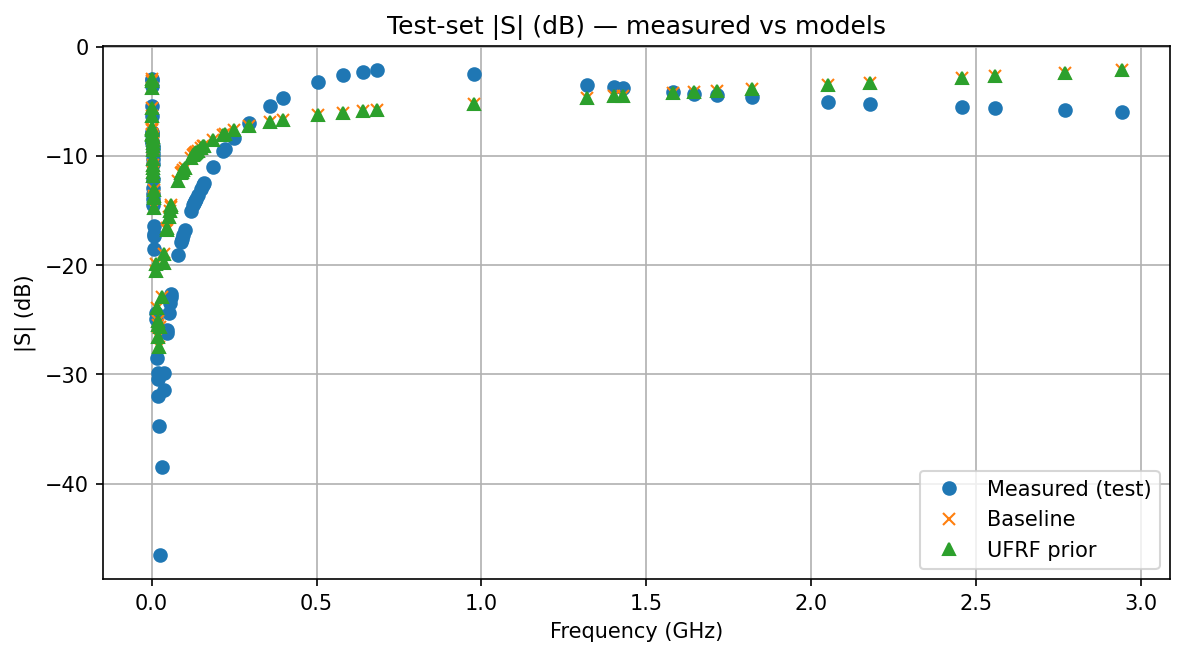 Test-set |S| (dB) — measured vs models
|S| (dB)
0
−10
−20
−30
−40
0.0 0.5 1.0 1.5 2.0 2.5 3.0
Frequency (GHz)
Measured (test)
Baseline
UFRF prior